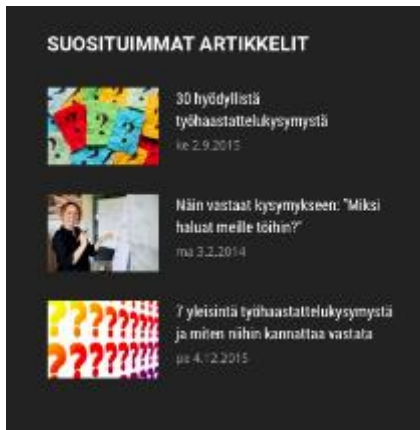 SUOSITUIMMAT ARTIKKELIT
30 hyödyllistä
työhaastattelukysymystä
ke 2.9.2015
Näin vastaat kysymykseen: "Miksi
haluat meille töihin?"
ma 3.2.2014
7 yleisintä työhaastattelukysymystä
ja miten niihin kannattaa vastata
pe 4.12.2015